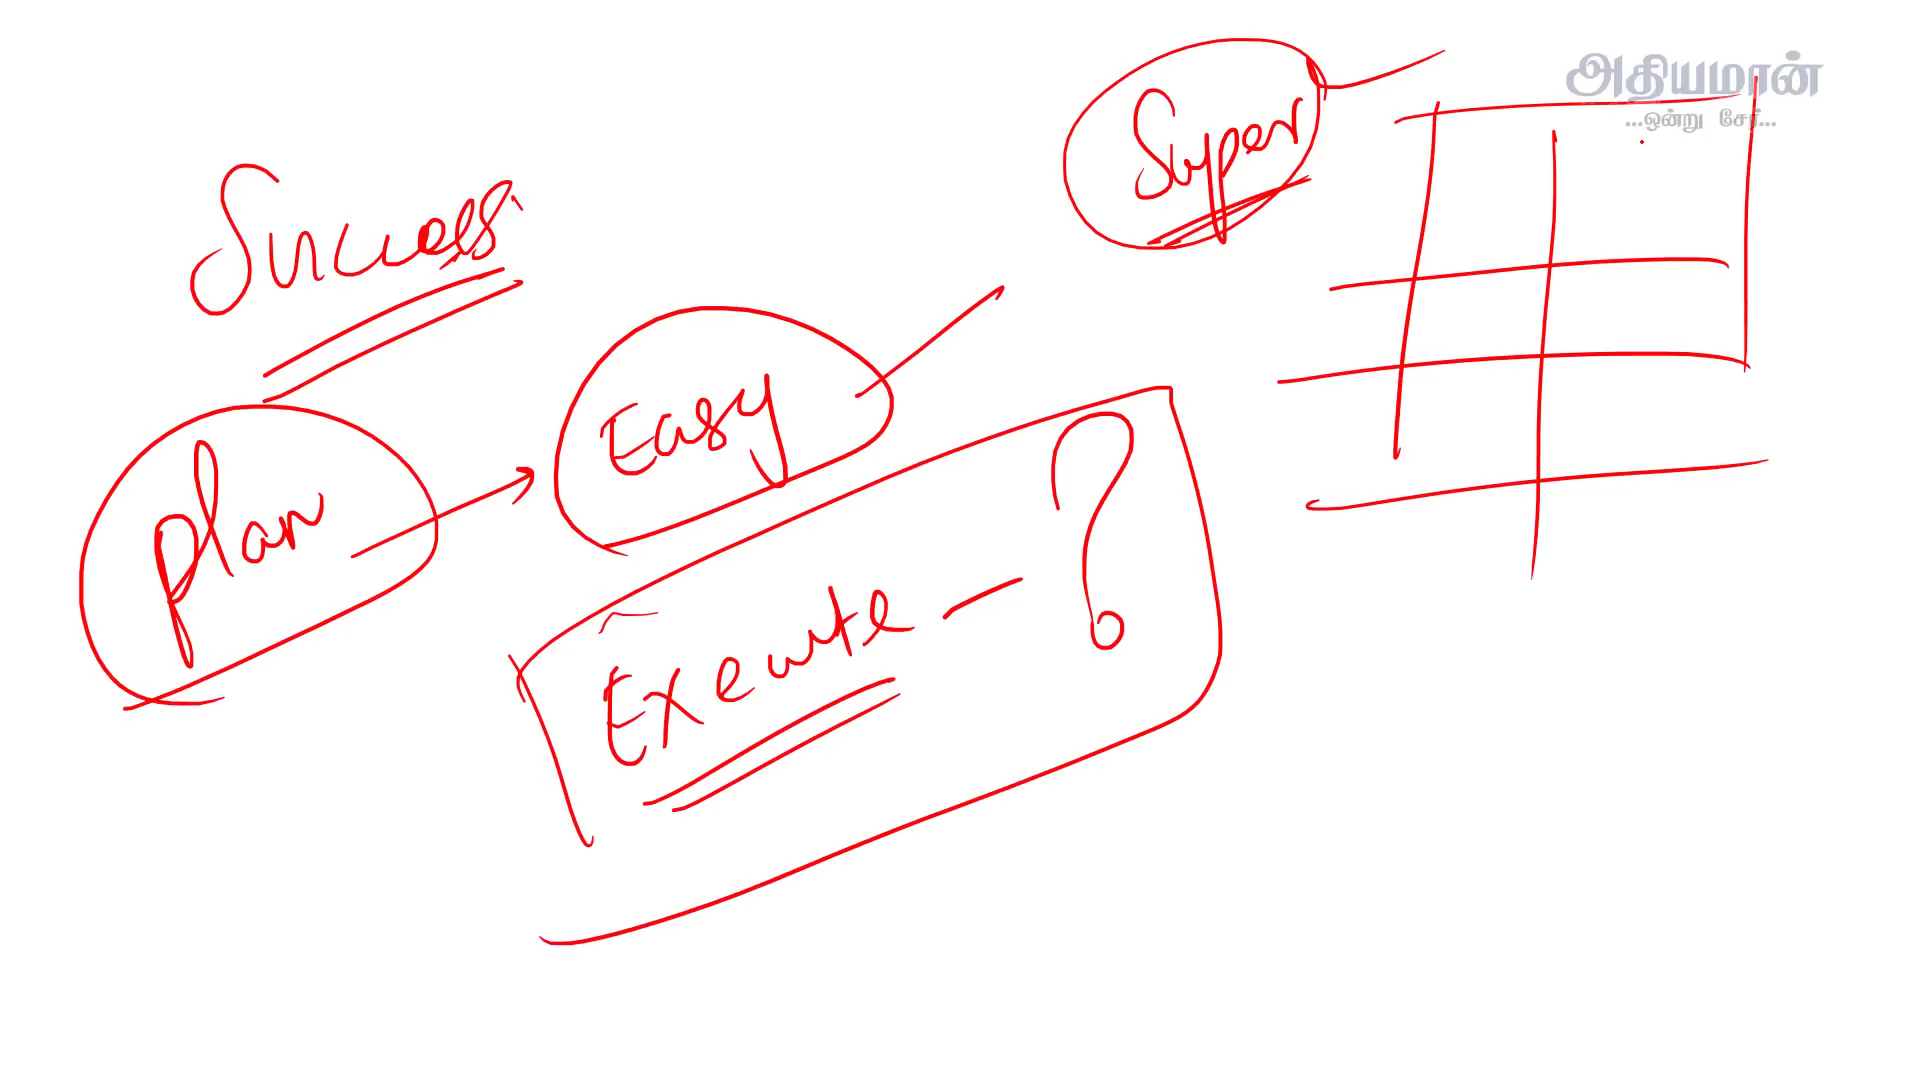 அதியமான்
...ஒன்று சேர்...
Super
Success
Easy
Plan
Execute - ?